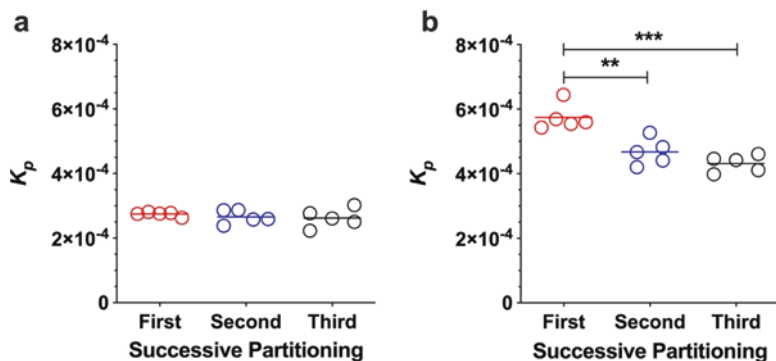 a
8×10⁻⁴
6×10⁻⁴
4×10⁻⁴
2×10⁻⁴
0
Kp
First Second Third
Successive Partitioning
b
8×10⁻⁴
6×10⁻⁴
4×10⁻⁴
2×10⁻⁴
0
Kp
***
**
First Second Third
Successive Partitioning